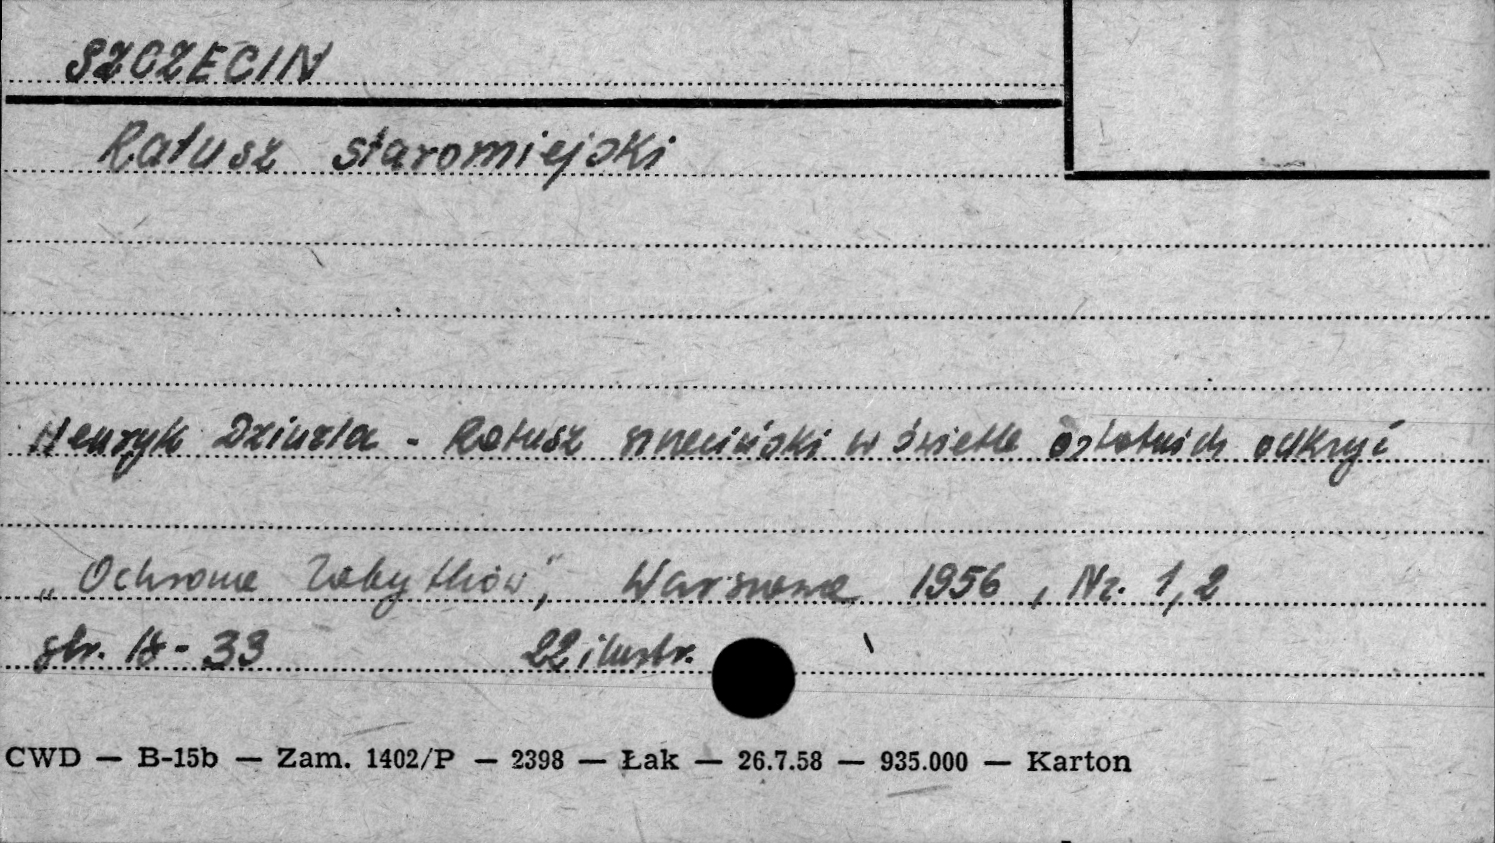 SZCZECIN
Ratusz staromiejski
Henryk Dziurla - Ratusz szczeciński w świetle ostatnich odkryć
„Ochrona Zabytków”, Warszawa 1956, Nr. 1,2
str. 18-33 22 ilustr.
CWD — B-15b — Zam. 1402/P — 2398 — Łak — 26.7.58 — 935.000 — Karton